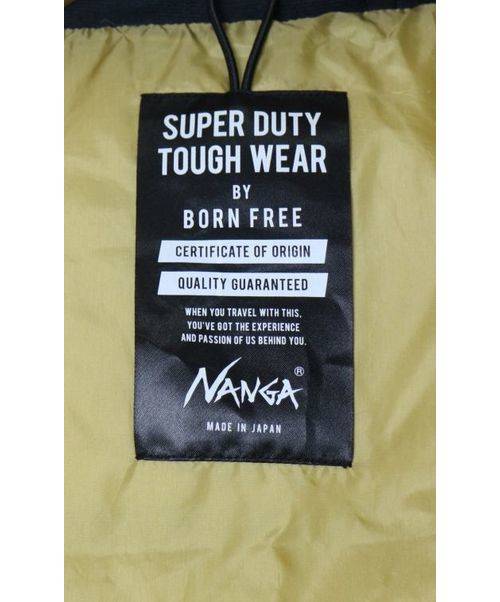 SUPER DUTY
TOUGH WEAR
BY
BORN FREE
CERTIFICATE OF ORIGIN
QUALITY GUARANTEED
WHEN YOU TRAVEL WITH THIS,
YOU'VE GOT THE EXPERIENCE
AND PASSION OF US BEHIND YOU.
NANGA®
MADE IN JAPAN